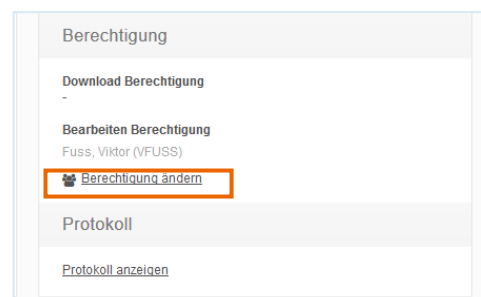 Berechtigung
Download Berechtigung
-
Bearbeiten Berechtigung
Fuss, Viktor (VFUSS)
Berechtigung ändern
Protokoll
Protokoll anzeigen